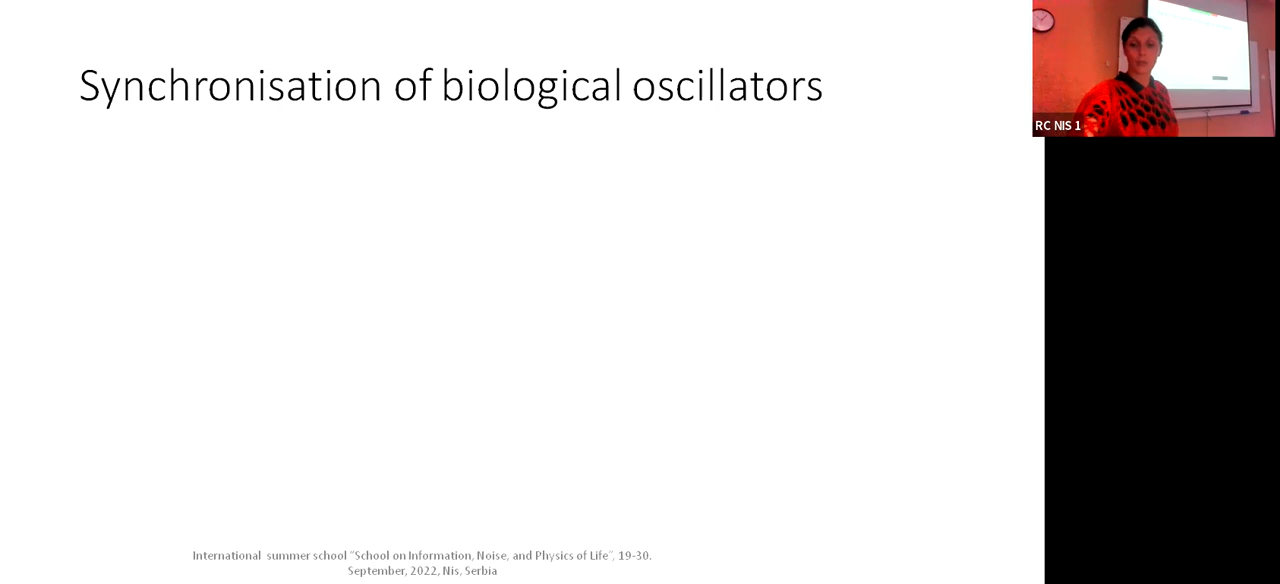 Synchronisation of biological oscillators
RC NIS 1
International summer school "School on Information, Noise, and Physics of Life", 19-30.
September, 2022, Nis, Serbia